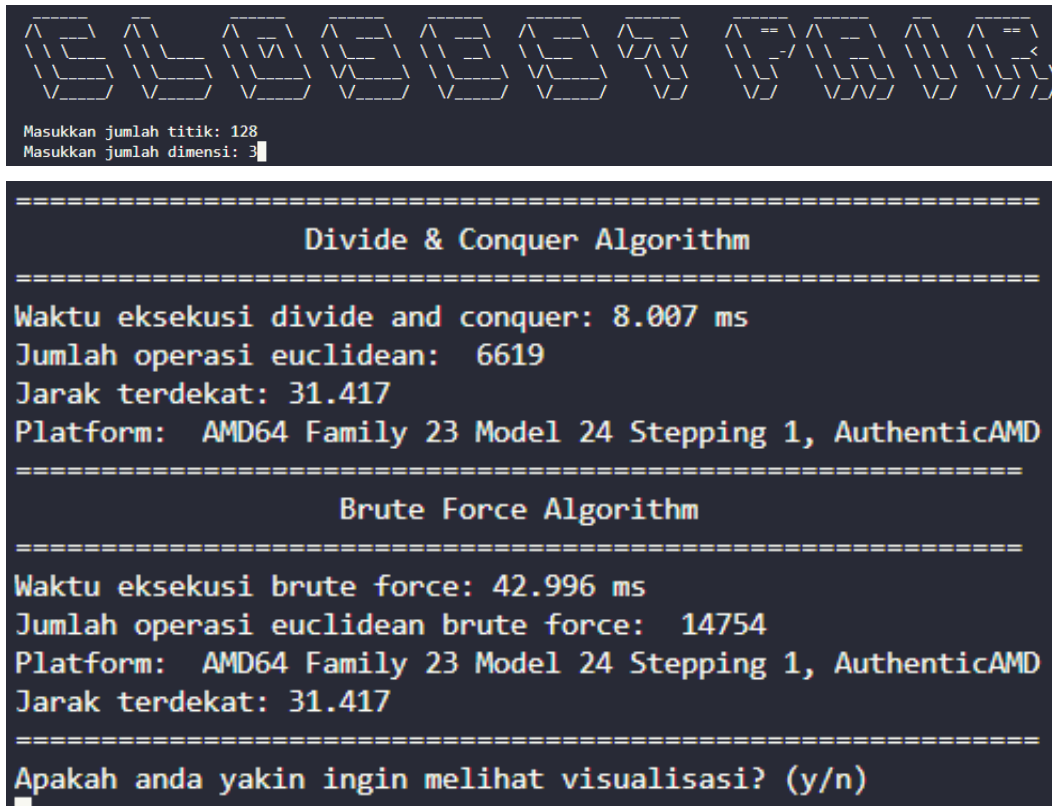 CLOSEST PAIR
Masukkan jumlah titik: 128
Masukkan jumlah dimensi: 3
============================================================
Divide & Conquer Algorithm
============================================================
Waktu eksekusi divide and conquer: 8.007 ms
Jumlah operasi euclidean:  6619
Jarak terdekat: 31.417
Platform:  AMD64 Family 23 Model 24 Stepping 1, AuthenticAMD
===========================================================
Brute Force Algorithm
===========================================================
Waktu eksekusi brute force: 42.996 ms
Jumlah operasi euclidean brute force:  14754
Platform:  AMD64 Family 23 Model 24 Stepping 1, AuthenticAMD
Jarak terdekat: 31.417
============================================================
Apakah anda yakin ingin melihat visualisasi? (y/n)